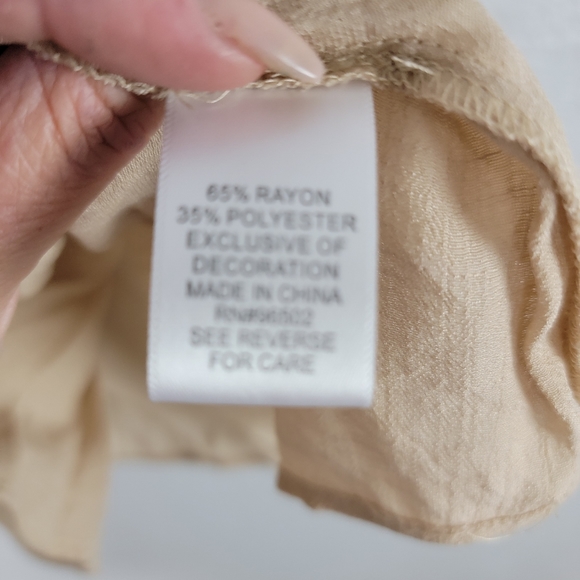 65% RAYON
35% POLYESTER
EXCLUSIVE OF
DECORATION
MADE IN CHINA
RN#96502
SEE REVERSE
FOR CARE